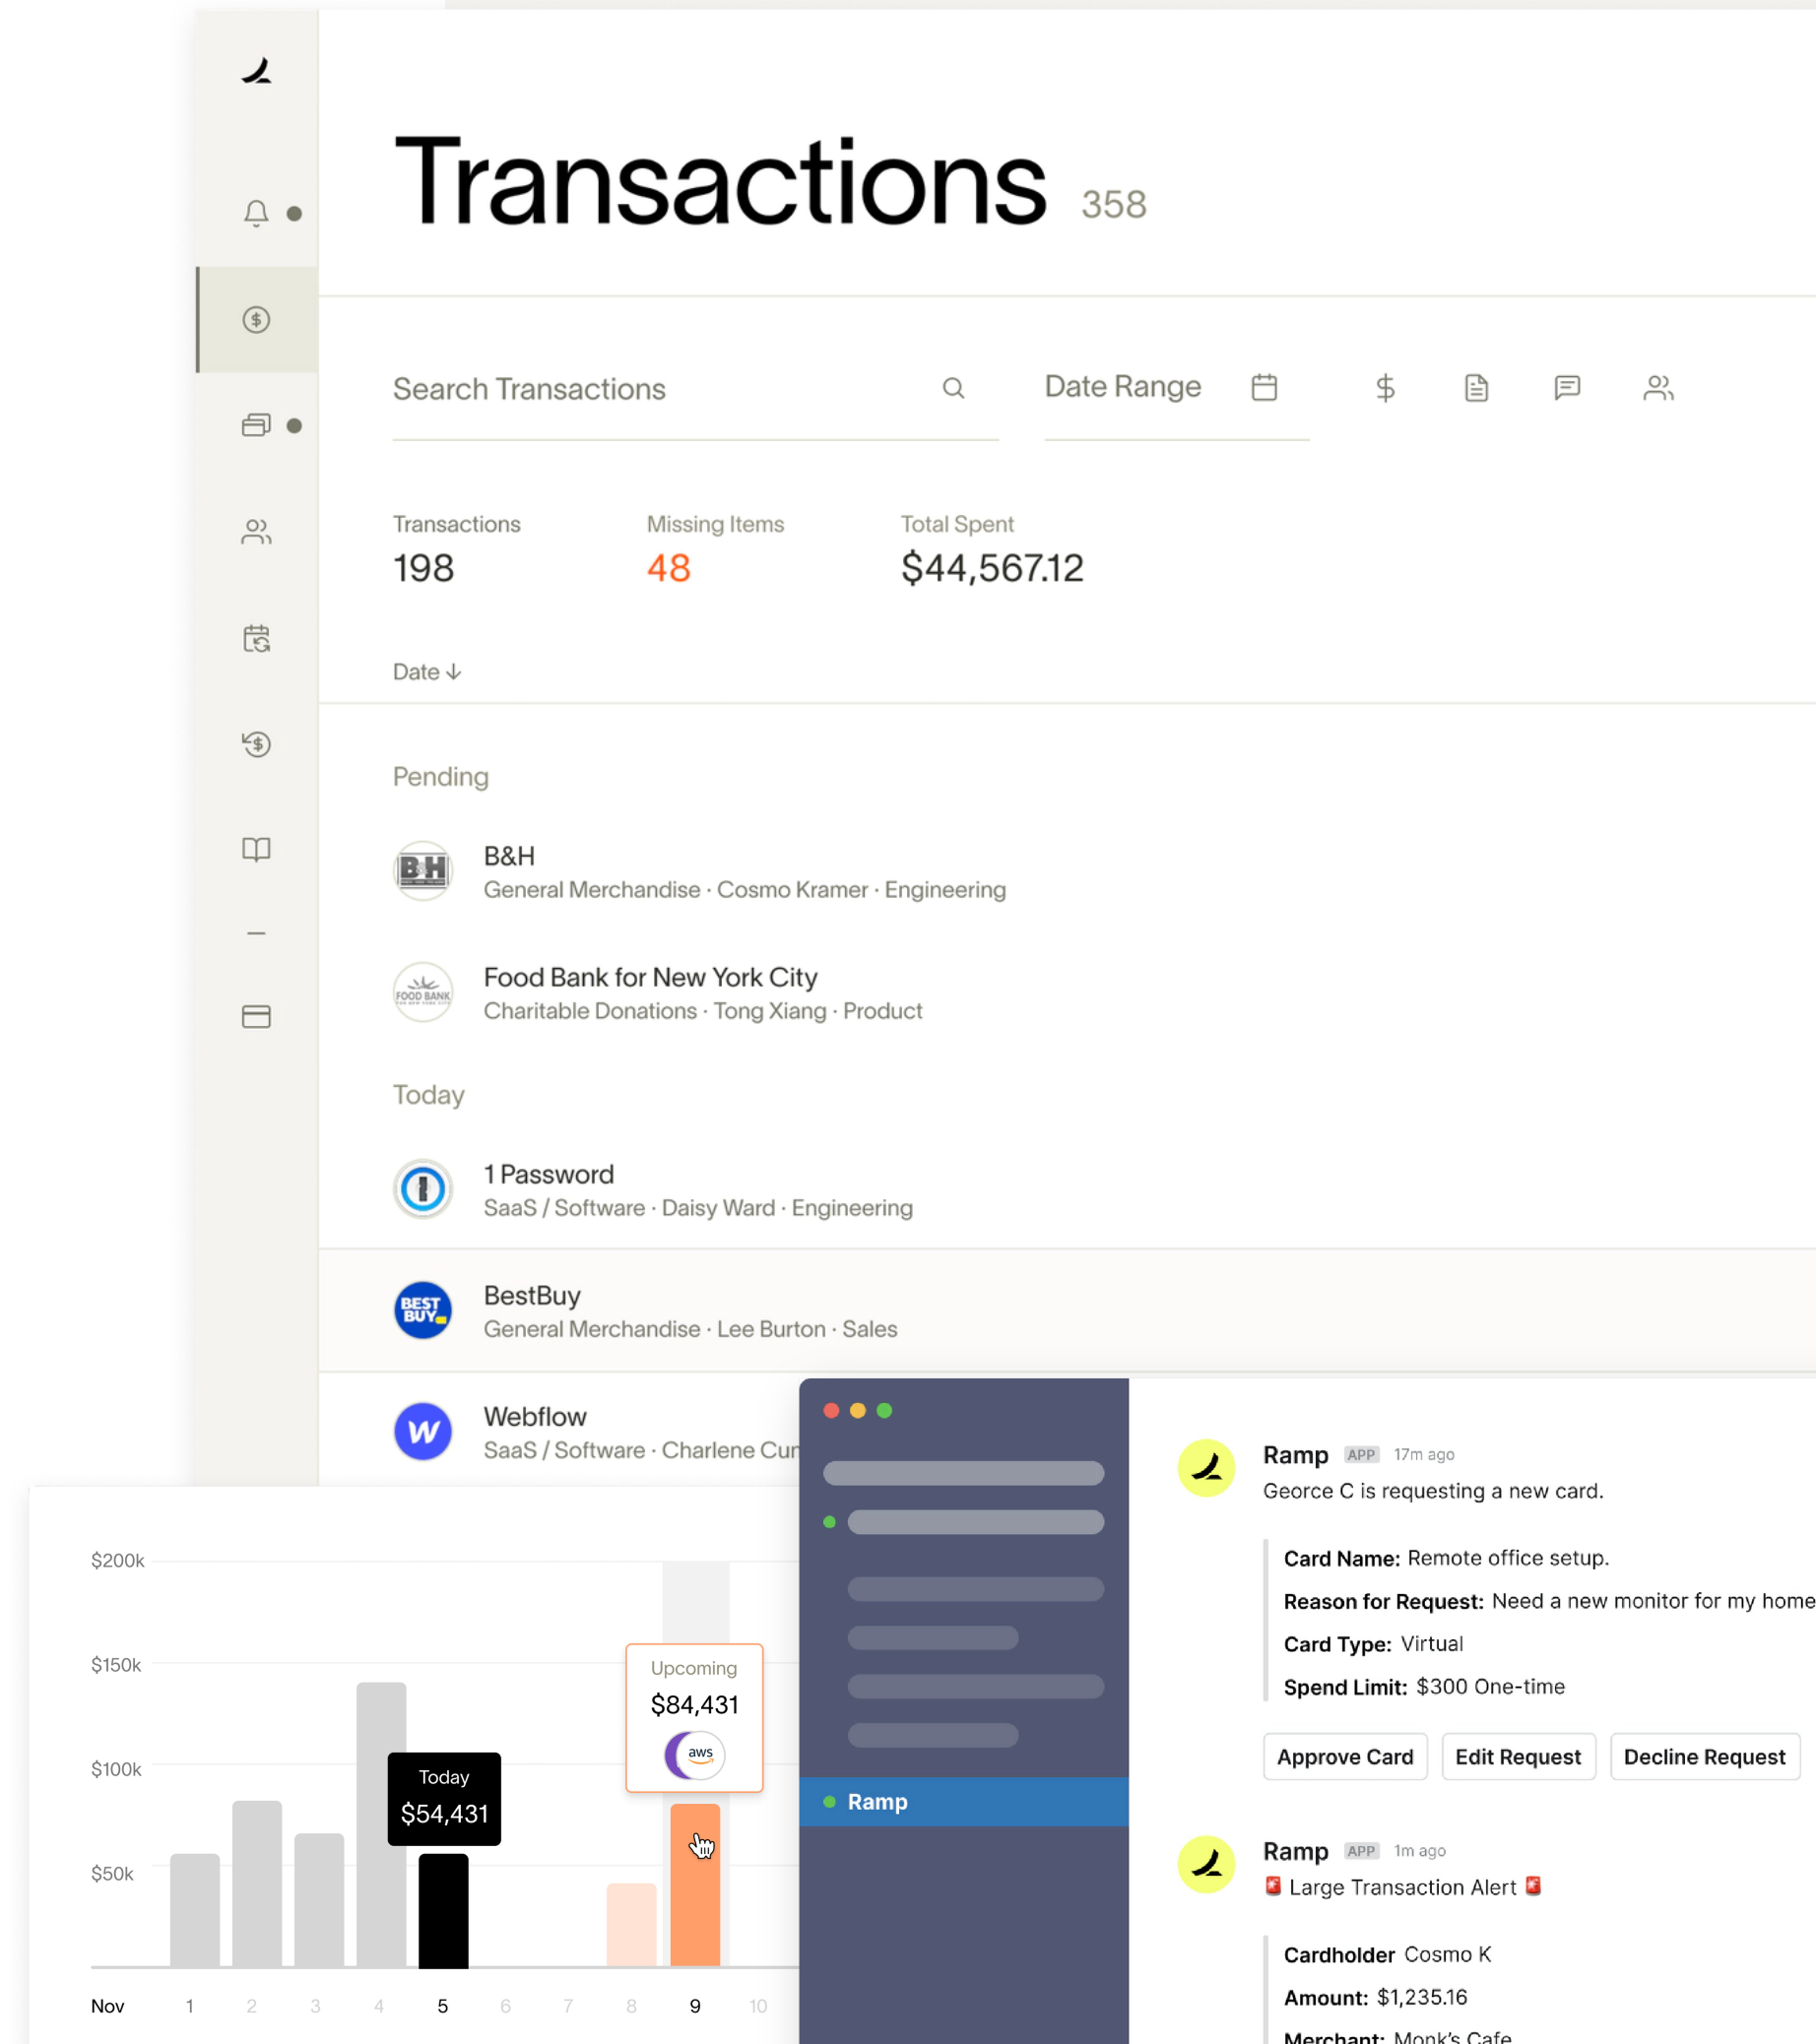 Transactions 358
Search Transactions
Date Range
Transactions
198
Missing Items
48
Total Spent
$44,567.12
Date ↓
Pending
B&H
B&H
General Merchandise · Cosmo Kramer · Engineering
FOOD BANK
Food Bank for New York City
Charitable Donations · Tong Xiang · Product
Today
1 Password
SaaS / Software · Daisy Ward · Engineering
BEST
BUY
BestBuy
General Merchandise · Lee Burton · Sales
W
Webflow
SaaS / Software · Charlene Cun
$200k
$150k
$100k
$50k
Upcoming
$84,431
aws
Today
$54,431
Nov 1 2 3 4 5 6 7 8 9 10
Ramp
Ramp APP 17m ago
Georce C is requesting a new card.
Card Name: Remote office setup.
Reason for Request: Need a new monitor for my home
Card Type: Virtual
Spend Limit: $300 One-time
Approve Card
Edit Request
Decline Request
Ramp APP 1m ago
🚨 Large Transaction Alert 🚨
Cardholder Cosmo K
Amount: $1,235.16
Merchant: Monk's Cafe